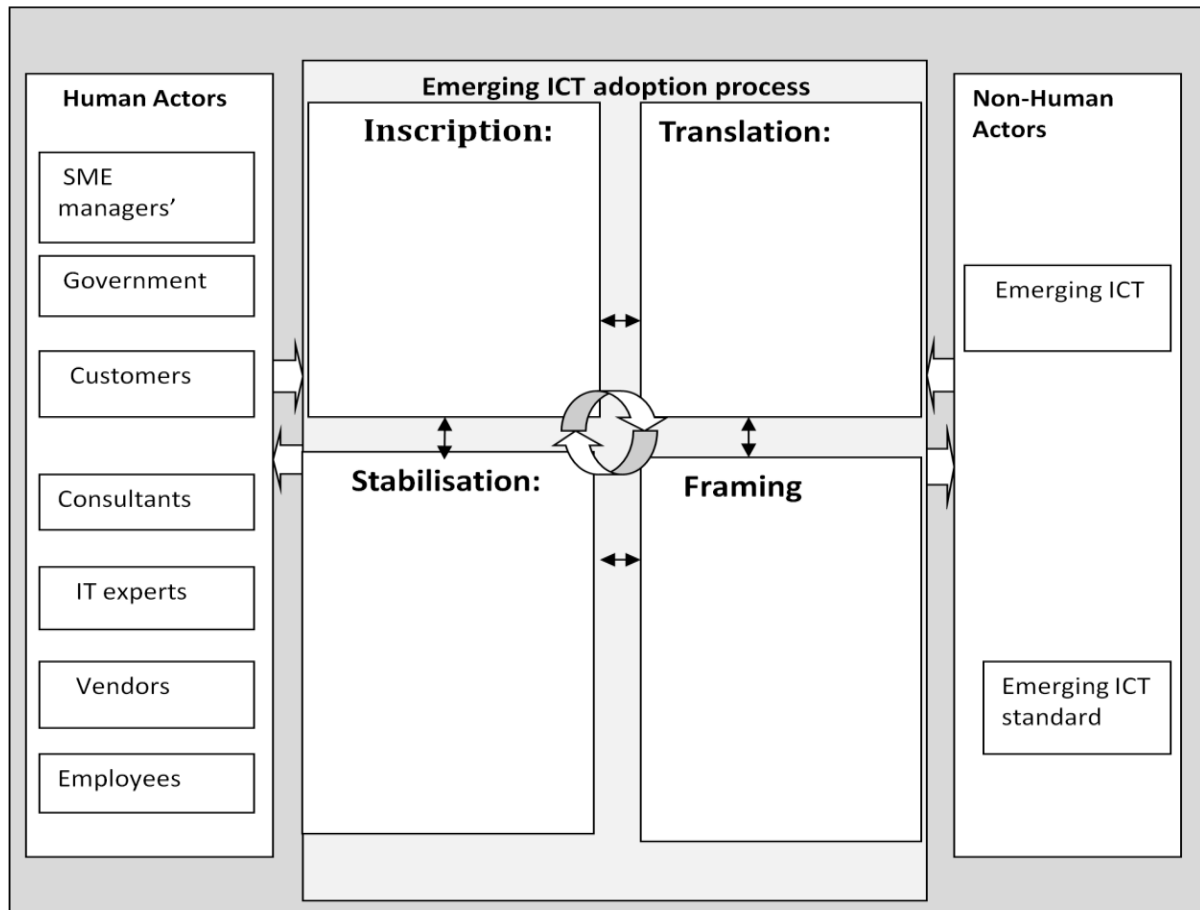 Human Actors
SME
managers’
Government
Customers
Consultants
IT experts
Vendors
Employees
Emerging ICT adoption process
Inscription:
Translation:
Stabilisation:
Framing
Non-Human
Actors
Emerging ICT
Emerging ICT
standard